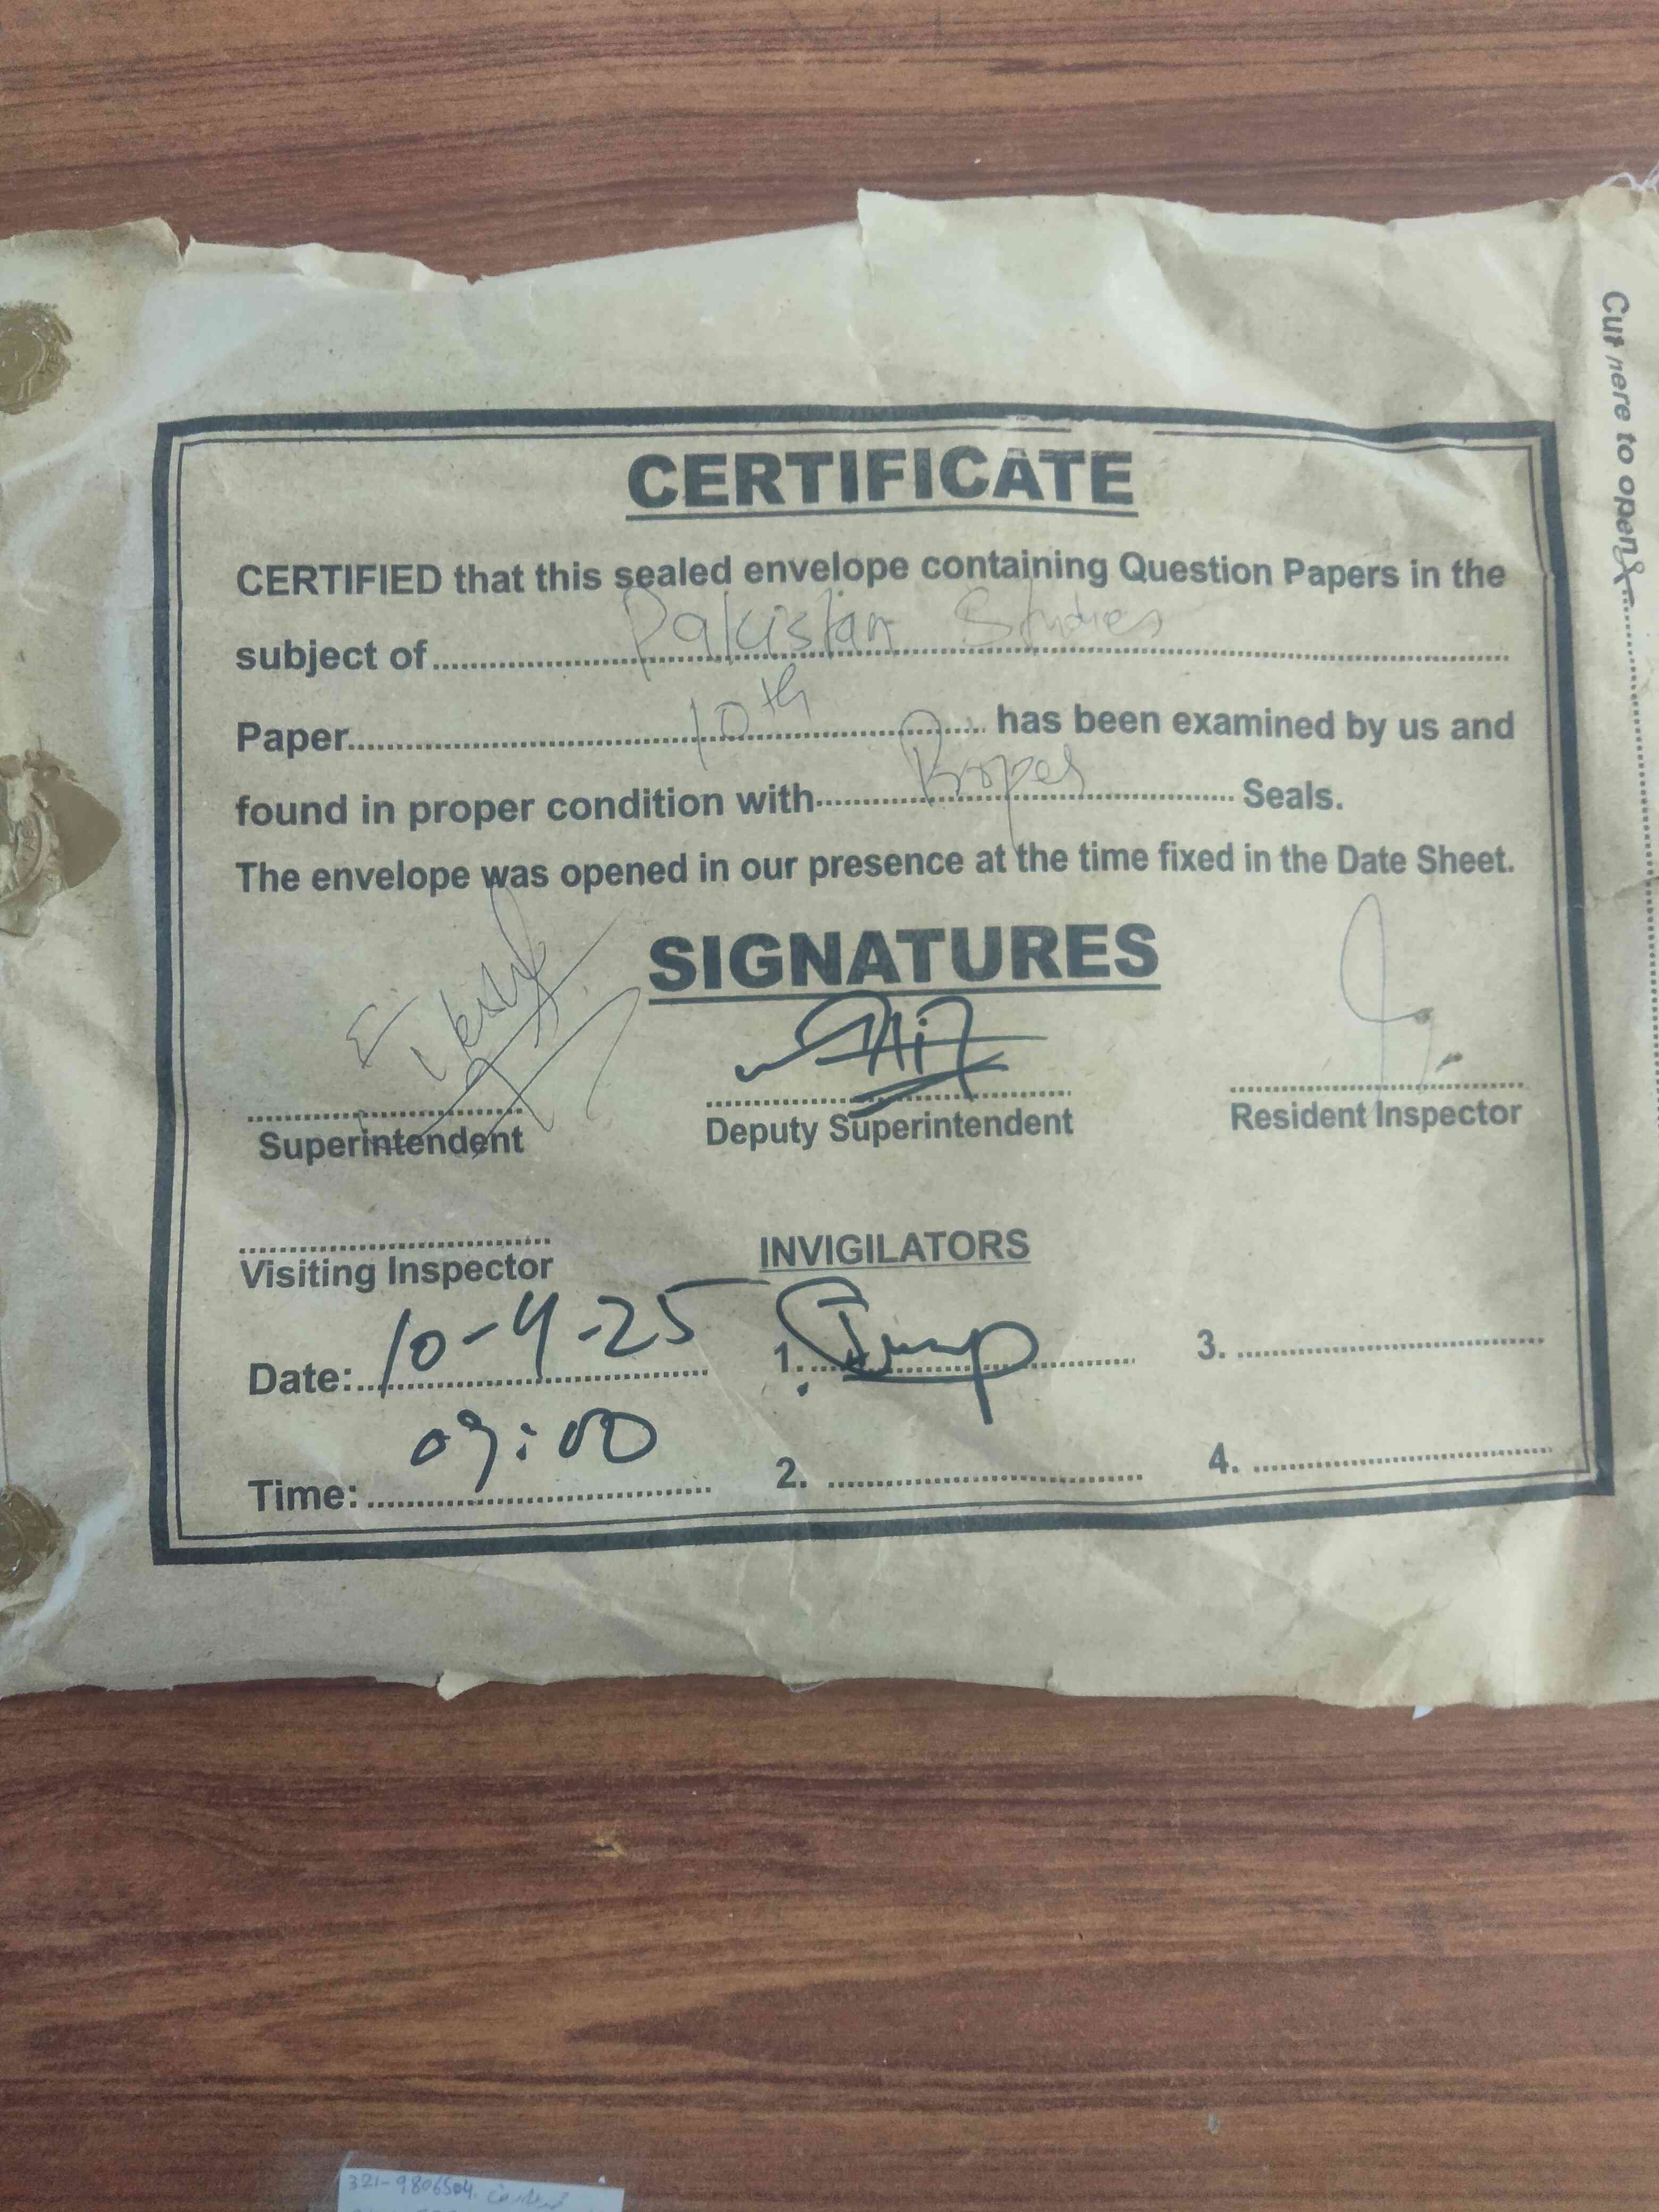 Cut here to open
CERTIFICATE
CERTIFIED that this sealed envelope containing Question Papers in the
subject of Pakistan Studies
Paper 10th has been examined by us and
found in proper condition with Proper Seals.
The envelope was opened in our presence at the time fixed in the Date Sheet.
SIGNATURES
Superintendent
Deputy Superintendent
Resident Inspector
Visiting Inspector
INVIGILATORS
Date: 10-4-25
1.
3.
Time: 09:00
2.
4.
321-9806504